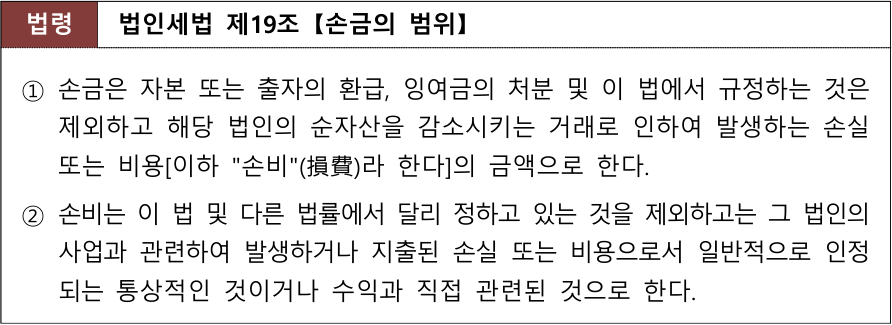 법령 법인세법 제19조【손금의 범위】
① 손금은 자본 또는 출자의 환급, 잉여금의 처분 및 이 법에서 규정하는 것은
제외하고 해당 법인의 순자산을 감소시키는 거래로 인하여 발생하는 손실
또는 비용[이하 "손비"(損費)라 한다]의 금액으로 한다.
② 손비는 이 법 및 다른 법률에서 달리 정하고 있는 것을 제외하고는 그 법인의
사업과 관련하여 발생하거나 지출된 손실 또는 비용으로서 일반적으로 인정
되는 통상적인 것이거나 수익과 직접 관련된 것으로 한다.